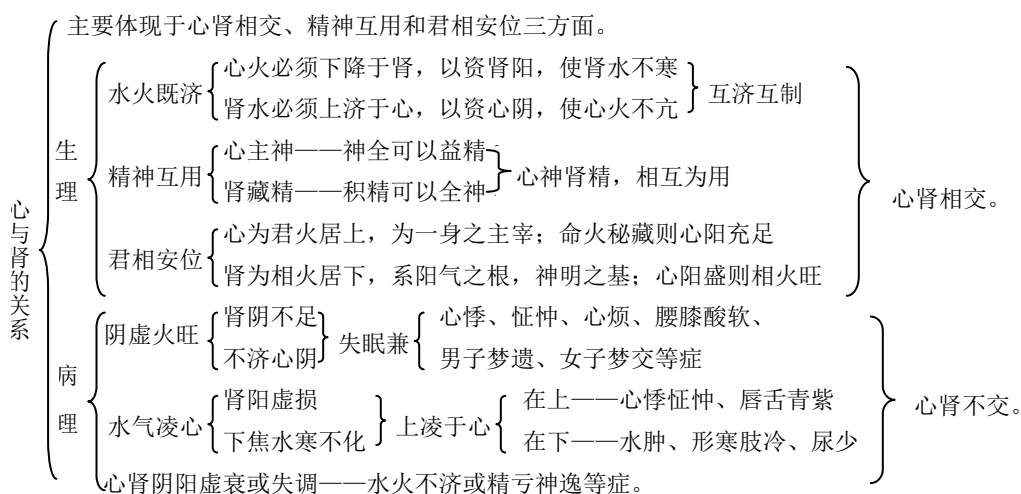 心与肾的关系
主要体现于心肾相交、精神互用和君相安位三方面。
生理
水火既济
心火必须下降于肾，以资肾阳，使肾水不寒
肾水必须上济于心，以资心阴，使心火不亢
互济互制
精神互用
心主神——神全可以益精
肾藏精——积精可以全神
心神肾精，相互为用
君相安位
心为君火居上，为一身之主宰；命火秘藏则心阳充足
肾为相火居下，系阳气之根，神明之基；心阳盛则相火旺
心肾相交。
病理
阴虚火旺
肾阴不足
不济心阴
失眠兼
心悸、怔忡、心烦、腰膝酸软、
男子梦遗、女子梦交等症
水气凌心
肾阳虚损
下焦水寒不化
上凌于心
在上——心悸怔忡、唇舌青紫
在下——水肿、形寒肢冷、尿少
心肾阴阳虚衰或失调——水火不济或精亏神逸等症。
心肾不交。